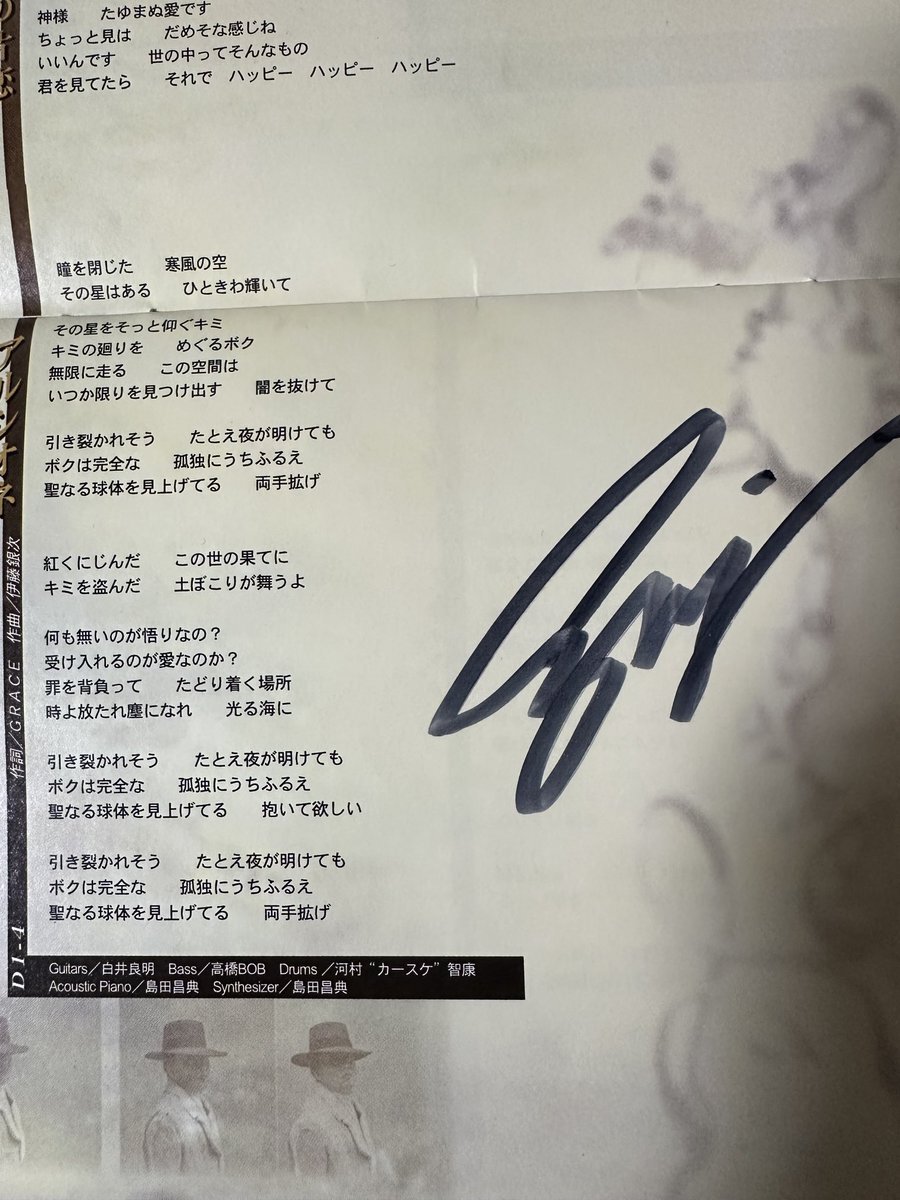 神様　たゆまぬ愛です
ちょっと見は　だめそな感じね
いいんです　世の中ってそんなもの
君を見てたら　それで　ハッピー　ハッピー　ハッピー
瞳を閉じた　寒風の空
その星はある　ひときわ輝いて
その星をそっと仰ぐキミ
キミの廻りを　めぐるボク
無限に走る　この空間は
いつか限りを見つけ出す　闇を抜けて
引き裂かれそう　たとえ夜が明けても
ボクは完全な　孤独にうちふるえ
聖なる球体を見上げてる　両手拡げ
紅くにじんだ　この世の果てに
キミを盗んだ　土ぼこりが舞うよ
何も無いのが悟りなの？
受け入れるのが愛なのか？
罪を背負って　たどり着く場所
時よ放たれ塵になれ　光る海に
引き裂かれそう　たとえ夜が明けても
ボクは完全な　孤独にうちふるえ
聖なる球体を見上げてる　抱いて欲しい
引き裂かれそう　たとえ夜が明けても
ボクは完全な　孤独にうちふるえ
聖なる球体を見上げてる　両手拡げ
アルシオネ
作詞／GRACE　作曲／伊藤銀次
D1-4
Guitars／白井良明　Bass／高橋BOB　Drums／河村“カースケ”智康
Acoustic Piano／島田昌典　Synthesizer／島田昌典